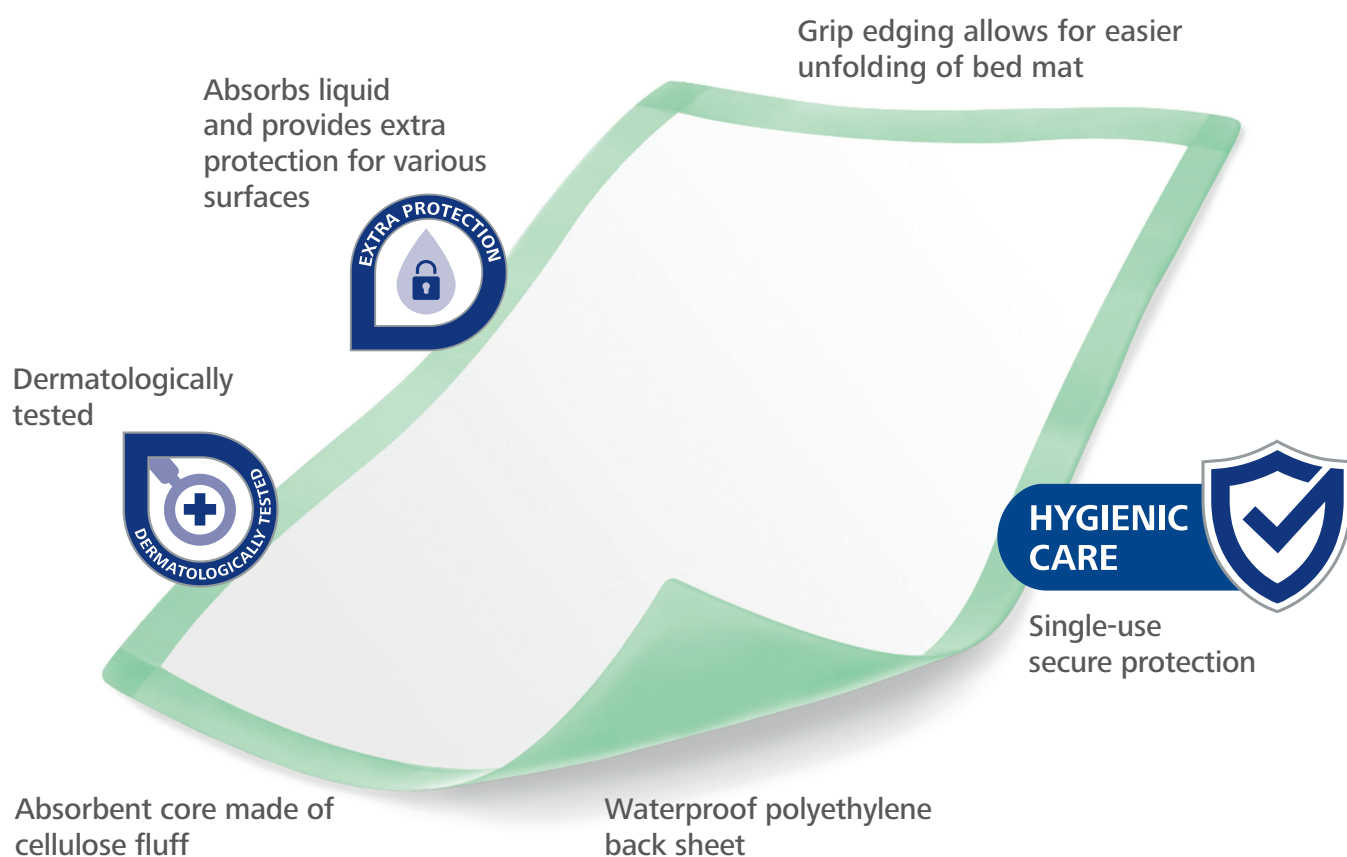 Grip edging allows for easier
unfolding of bed mat
Absorbs liquid
and provides extra
protection for various
surfaces
EXTRA PROTECTION
Dermatologically
tested
DERMATOLOGICALLY TESTED
HYGIENIC
CARE
Single-use
secure protection
Absorbent core made of
cellulose fluff
Waterproof polyethylene
back sheet